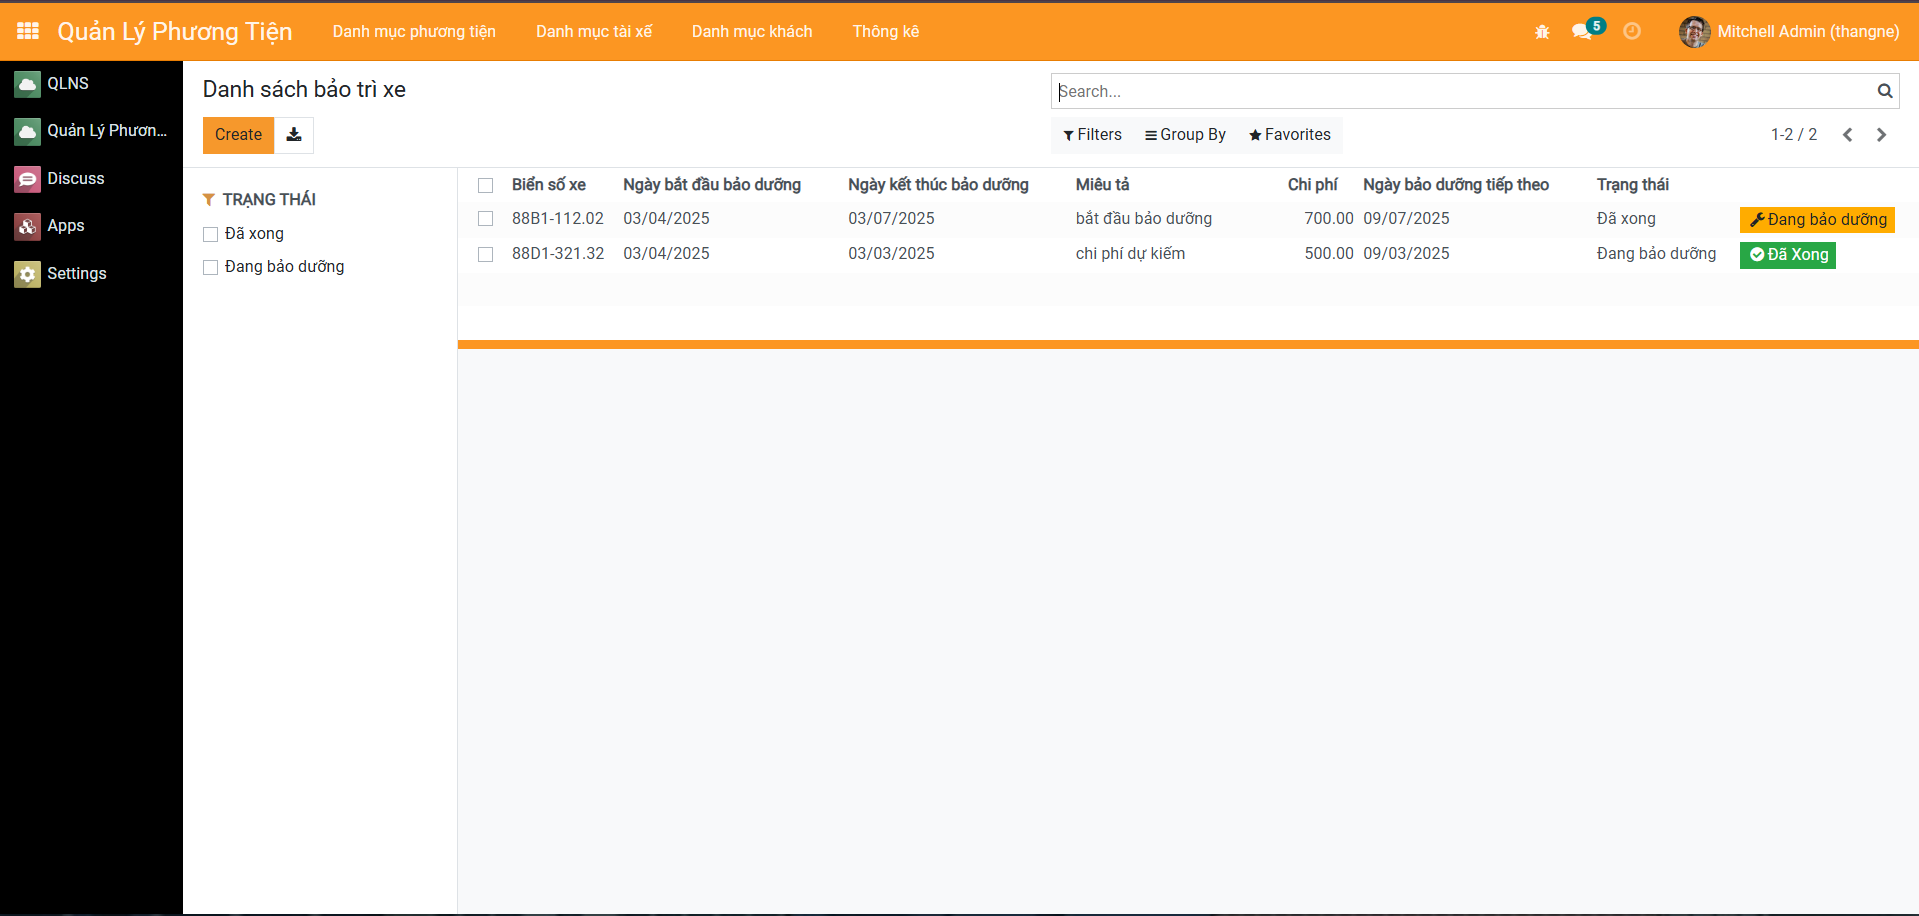 Quản Lý Phương Tiện Danh mục phương tiện Danh mục tài xế Danh mục khách Thông kê 5 Mitchell Admin (thangne)
QLNS
Quản Lý Phươn...
Discuss
Apps
Settings
Danh sách bảo trì xe
Search...
Create
Filters Group By Favorites 1-2 / 2
TRẠNG THÁI
Đã xong
Đang bảo dưỡng
Biển số xe Ngày bắt đầu bảo dưỡng Ngày kết thúc bảo dưỡng Miêu tả Chi phí Ngày bảo dưỡng tiếp theo Trạng thái
88B1-112.02 03/04/2025 03/07/2025 bắt đầu bảo dưỡng 700.00 09/07/2025 Đã xong Đang bảo dưỡng
88D1-321.32 03/04/2025 03/03/2025 chi phí dự kiếm 500.00 09/03/2025 Đang bảo dưỡng Đã Xong